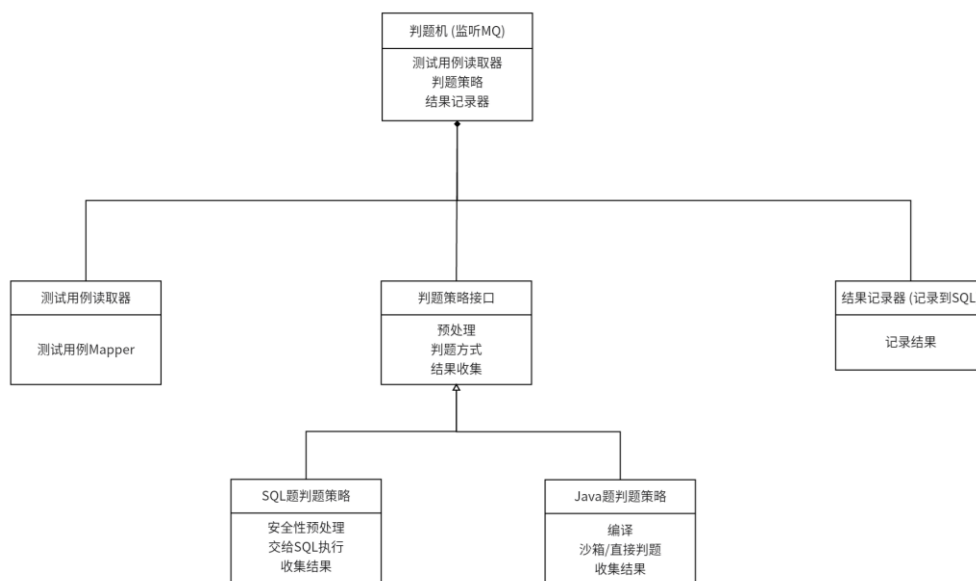 判题机 (监听MQ)
测试用例读取器
判题策略
结果记录器
测试用例读取器
测试用例Mapper
判题策略接口
预处理
判题方式
结果收集
结果记录器 (记录到SQL
记录结果
SQL题判题策略
安全性预处理
交给SQL执行
收集结果
Java题判题策略
编译
沙箱/直接判题
收集结果